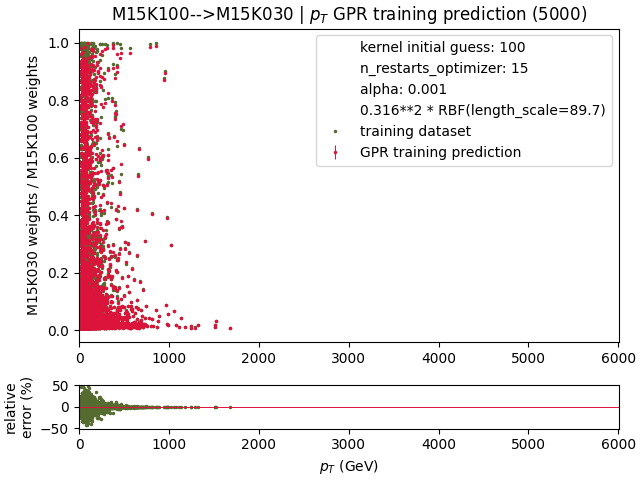 M15K100-->M15K030 | pT GPR training prediction (5000)
M15K030 weights / M15K100 weights
1.0
0.8
0.6
0.4
0.2
0.0
kernel initial guess: 100
n_restarts_optimizer: 15
alpha: 0.001
0.316**2 * RBF(length_scale=89.7)
training dataset
GPR training prediction
0 1000 2000 3000 4000 5000 6000
relative
error (%)
50
0
−50
0 1000 2000 3000 4000 5000 6000
pT (GeV)